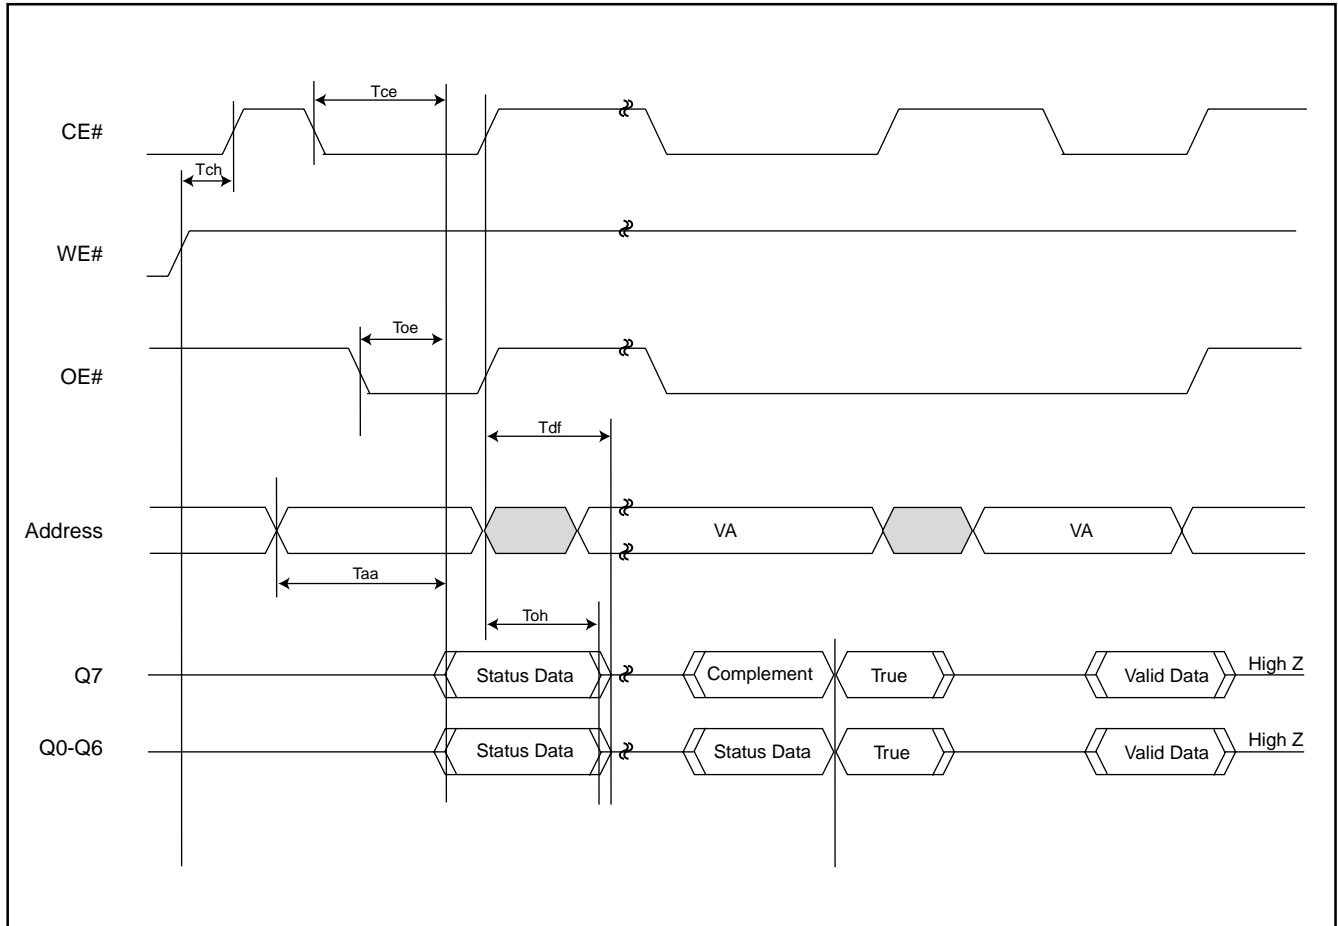 Tce
CE#
Tch
WE#
Toe
OE#
Tdf
Address VA VA
Taa
Toh
Q7 Status Data Complement True Valid Data High Z
Q0-Q6 Status Data Status Data True Valid Data High Z